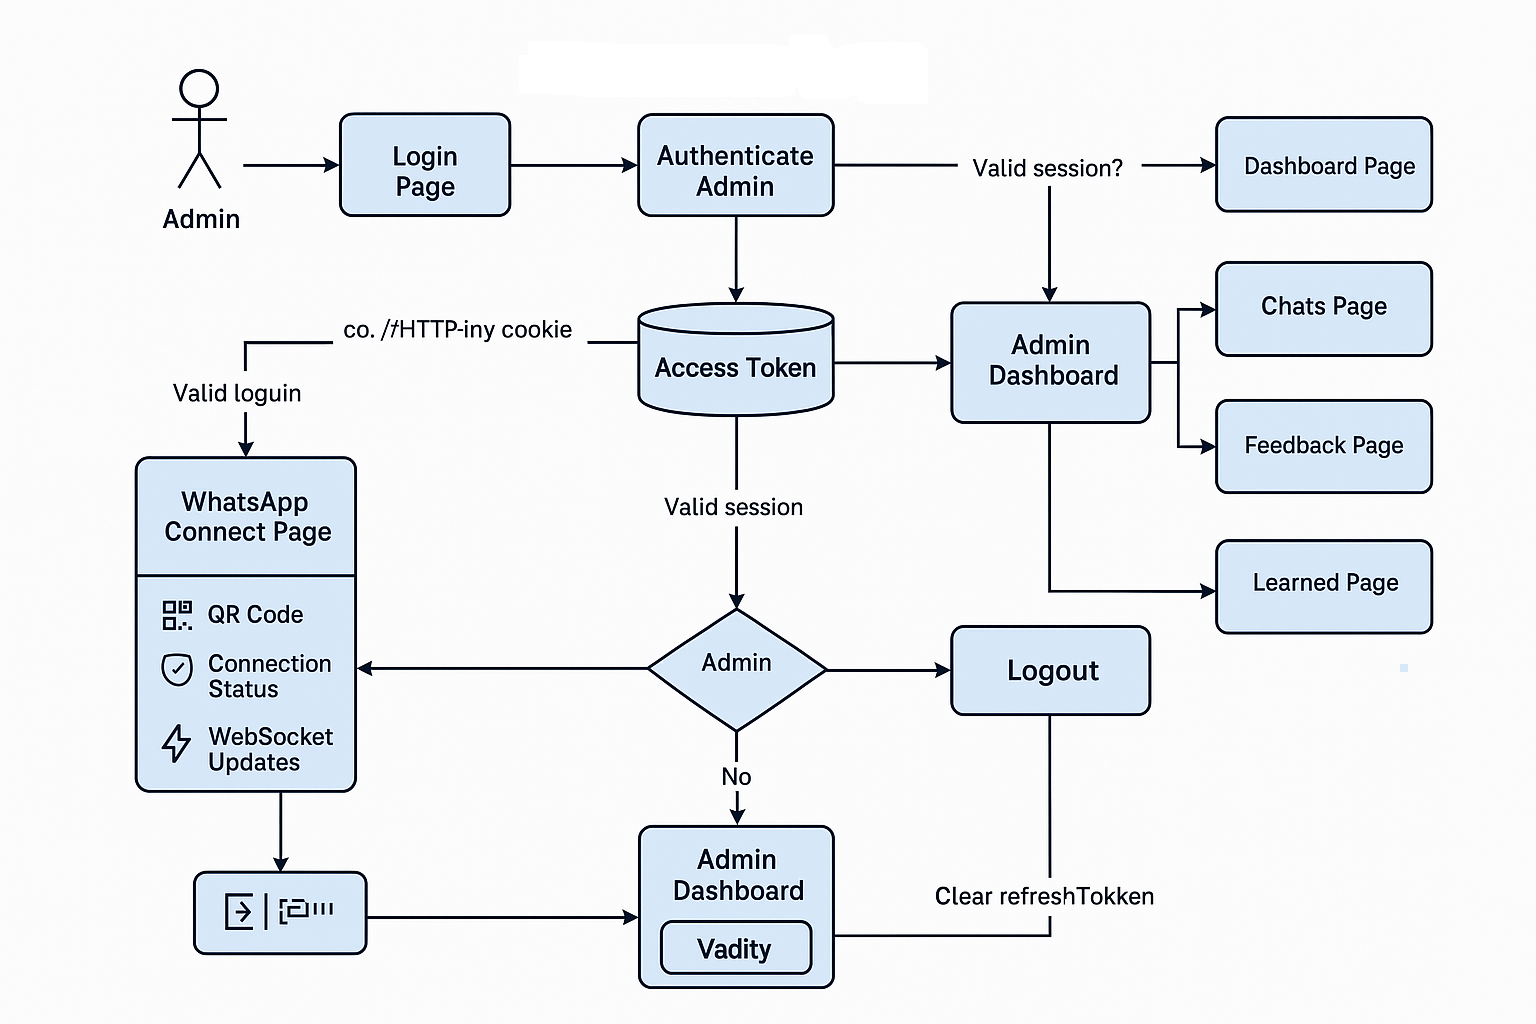 Admin
Login
Page
Authenticate
Admin
Valid session?
Dashboard Page
co. //HTTP-iny cookie
Access Token
Admin
Dashboard
Chats Page
Valid loguin
Feedback Page
WhatsApp
Connect Page
Valid session
QR Code
Connection
Status
WebSocket
Updates
Admin
Logout
Learned Page
No
Admin
Dashboard
Vadity
Clear refreshTokken